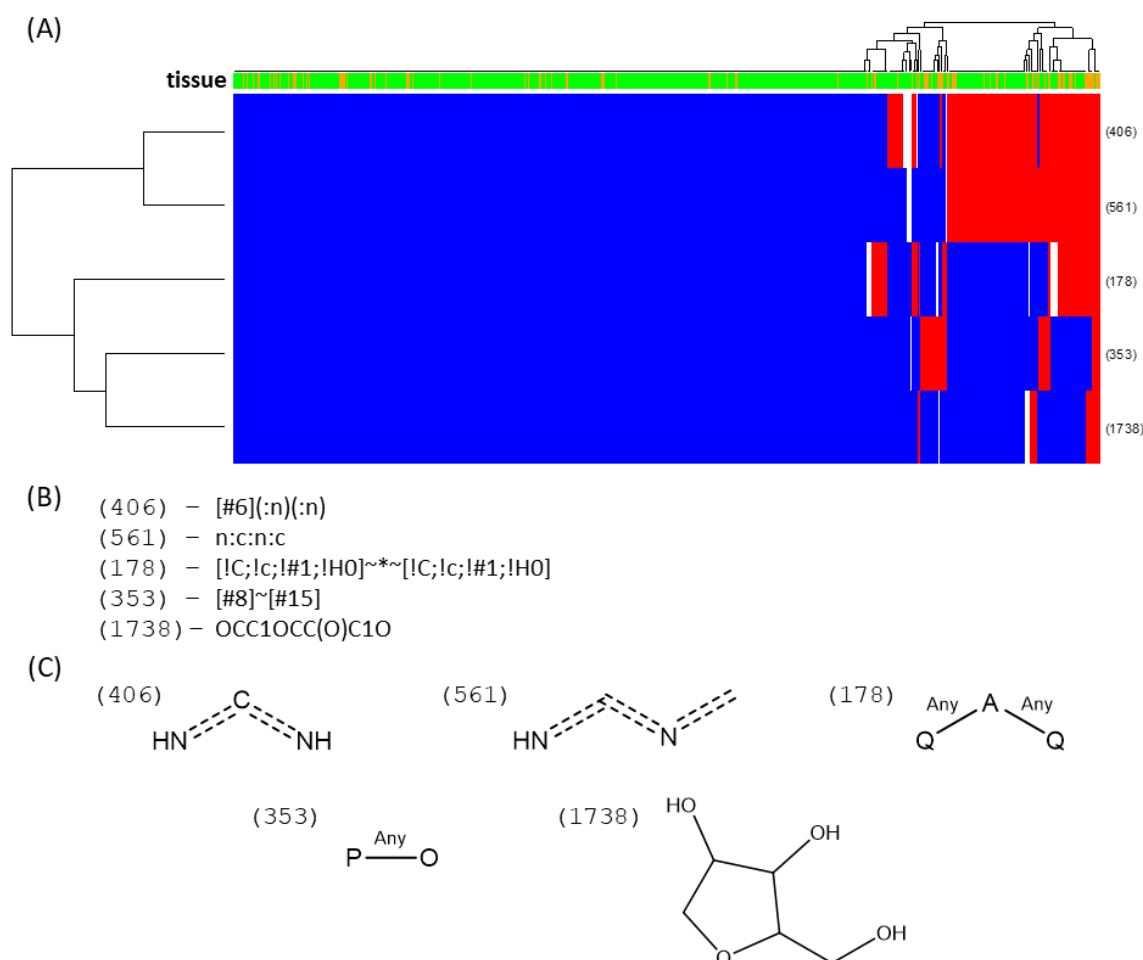 (A)
tissue
(406)
(561)
(178)
(353)
(1738)
(B)
(406) – [#6](:n)(:n)
(561) – n:c:n:c
(178) – [!C;!c;!#1;!H0]~*~[!C;!c;!#1;!H0]
(353) – [#8]~[#15]
(1738) – OCC1OCC(O)C1O
(C)
(406) C HN NH
(561) HN N
(178) Any A Any Q Q
(353) P Any O
(1738) HO OH OH O